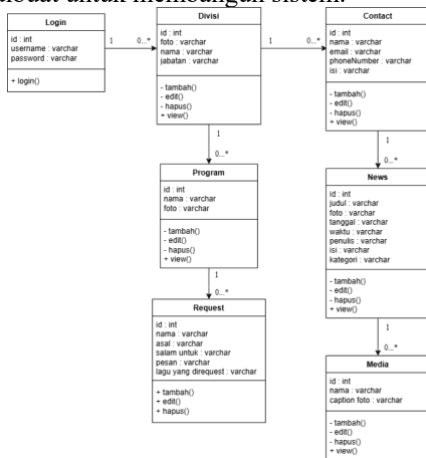 dibuat untuk membangun sistem.
Login
id : int
username : varchar
password : varchar
+ login()
1
0...*
Divisi
id : int
foto : varchar
nama : varchar
jabatan : varchar
- tambah()
- edit()
- hapus()
+ view()
1
0...*
Contact
id : int
nama : varchar
email : varchar
phoneNumber : varchar
isi : varchar
- tambah()
- edit()
- hapus()
+ view()
1
0...*
Program
id : int
nama : varchar
foto : varchar
- tambah()
- edit()
- hapus()
+ view()
1
0...*
News
id : int
judul : varchar
foto : varchar
tanggal : varchar
waktu : varchar
penulis : varchar
isi : varchar
kategori : varchar
- tambah()
- edit()
- hapus()
+ view()
1
0...*
Request
id : int
nama : varchar
asal : varchar
salam untuk : varchar
pesan : varchar
lagu yang direquest : varchar
+ tambah()
+ edit()
+ hapus()
1
0...*
Media
id : int
nama : varchar
caption foto : varchar
- tambah()
- edit()
- hapus()
+ view()